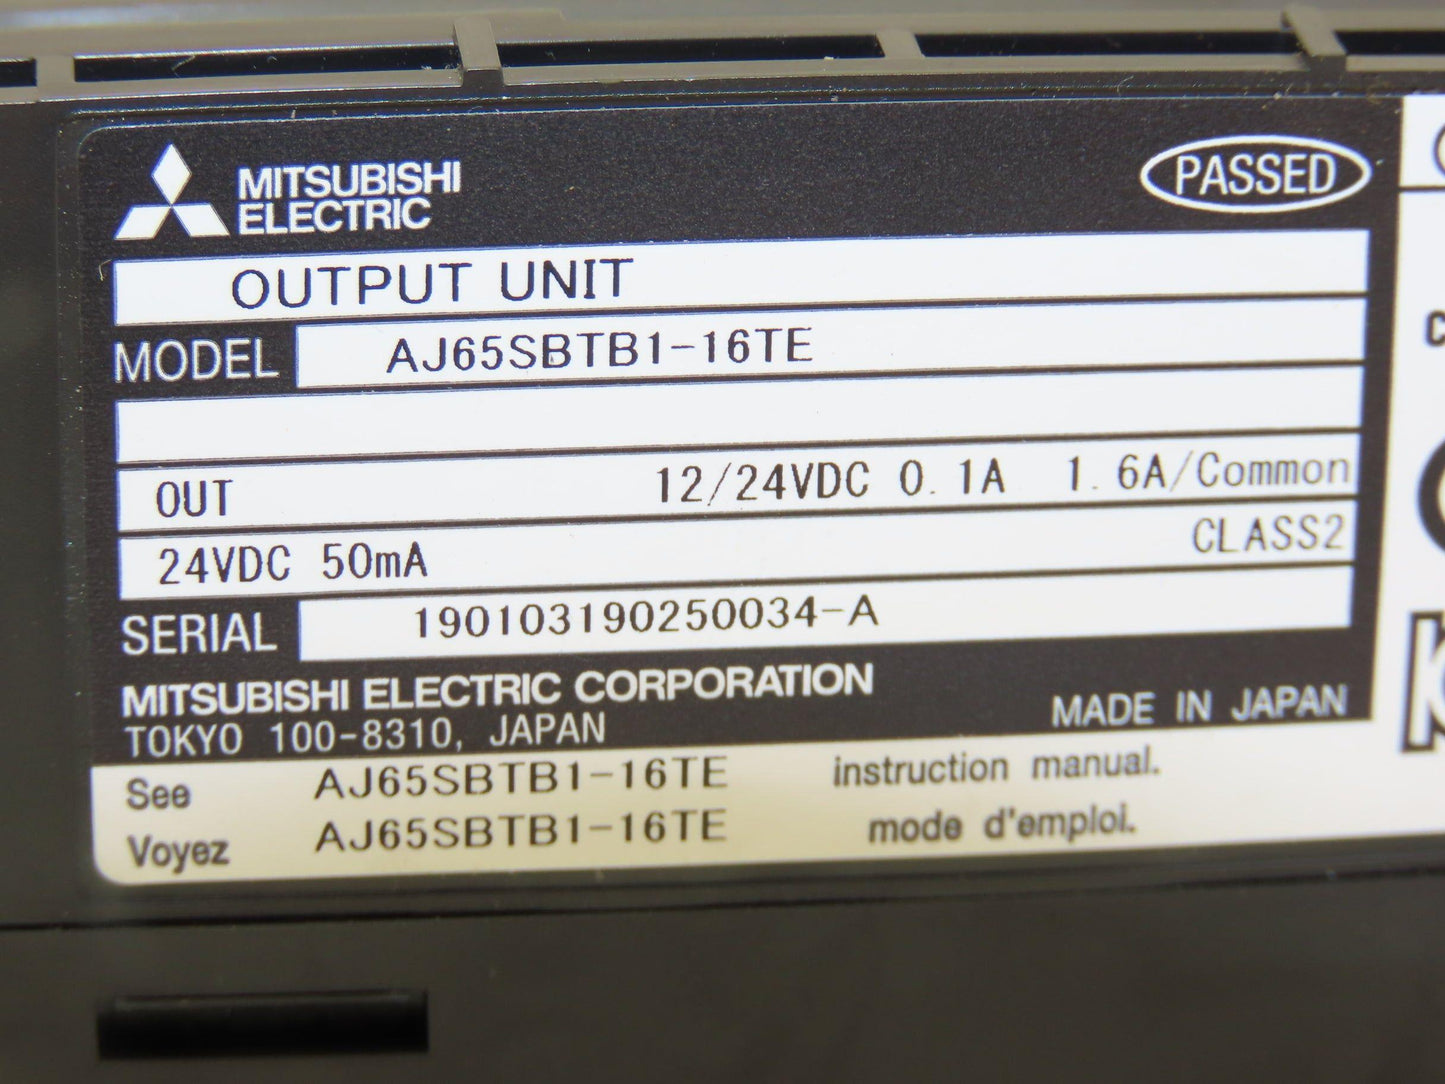 MITSUBISHI
ELECTRIC
PASSED
OUTPUT UNIT
MODEL AJ65SBTB1-16TE
OUT 12/24VDC 0.1A 1.6A/Common
24VDC 50mA CLASS2
SERIAL 190103190250034-A
MITSUBISHI ELECTRIC CORPORATION
TOKYO 100-8310, JAPAN MADE IN JAPAN
See AJ65SBTB1-16TE instruction manual.
Voyez AJ65SBTB1-16TE mode d'emploi.